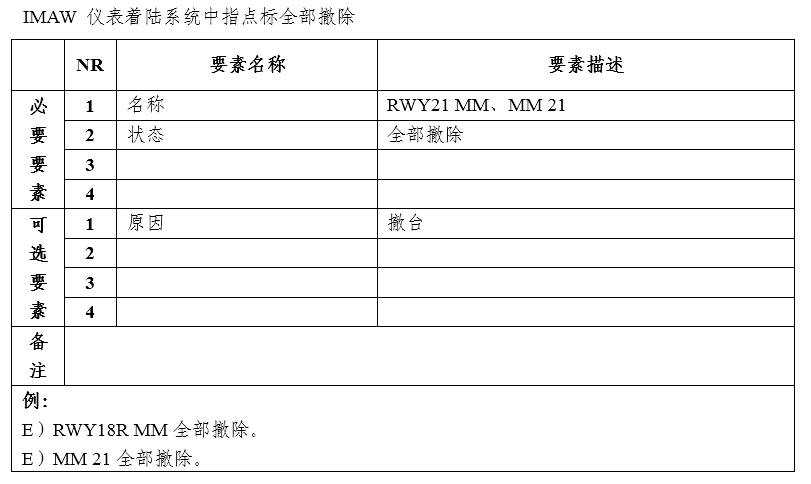 IMAW 仪表着陆系统中指点标全部撤除
NR 要素名称 要素描述
必要要素
1 名称 RWY21 MM、MM 21
2 状态 全部撤除
3
4
可选要素
1 原因 撤台
2
3
4
备注
例：
E）RWY18R MM 全部撤除。
E）MM 21 全部撤除。